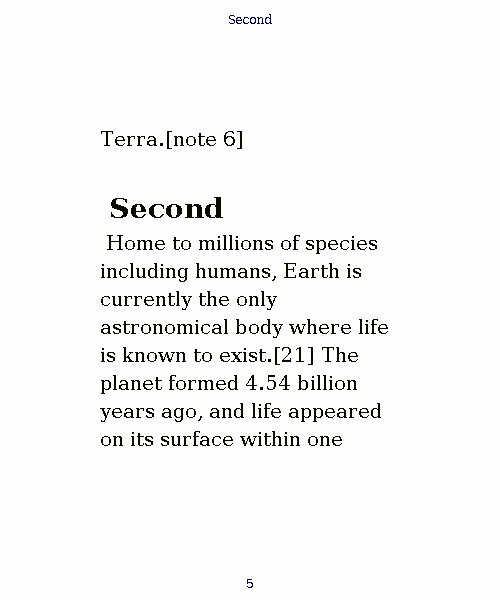 Second
Terra.[note 6]
Second
Home to millions of species
including humans, Earth is
currently the only
astronomical body where life
is known to exist.[21] The
planet formed 4.54 billion
years ago, and life appeared
on its surface within one
5